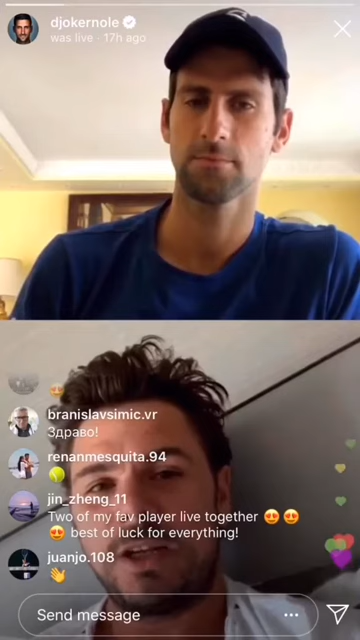 djokernole
was live · 17h ago
branislavsimic.vr
Здраво!
renanmesquita.94
🎾
jin_zheng_11
Two of my fav player live together 😍 😍
😍 best of luck for everything!
juanjo.108
👋
Send message